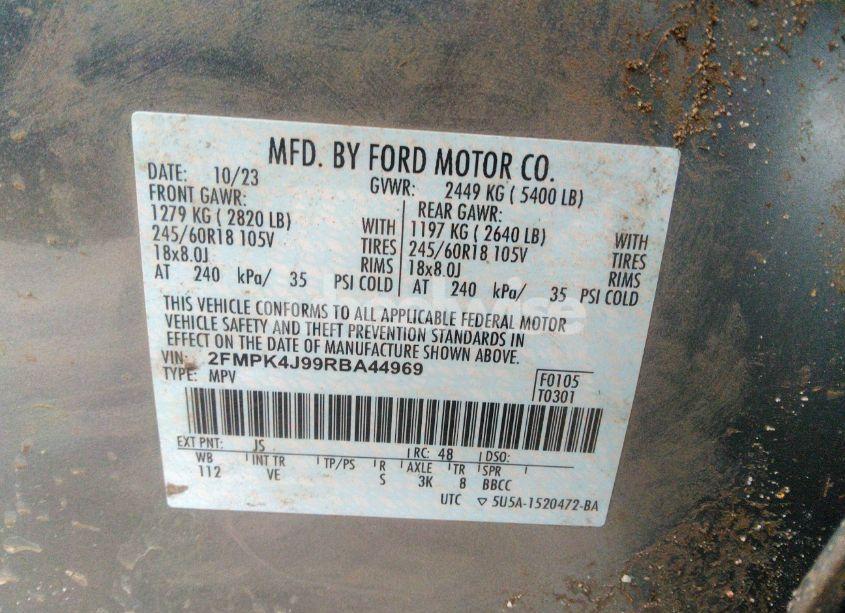 MFD. BY FORD MOTOR CO.
DATE: 10/23 GVWR: 2449 KG ( 5400 LB)
FRONT GAWR: REAR GAWR:
1279 KG ( 2820 LB) WITH 1197 KG ( 2640 LB) WITH
245/60R18 105V TIRES 245/60R18 105V TIRES
18x8.0J RIMS 18x8.0J RIMS
AT 240 kPa/ 35 PSI COLD AT 240 kPa/ 35 PSI COLD
THIS VEHICLE CONFORMS TO ALL APPLICABLE FEDERAL MOTOR
VEHICLE SAFETY AND THEFT PREVENTION STANDARDS IN
EFFECT ON THE DATE OF MANUFACTURE SHOWN ABOVE.
VIN: 2FMPK4J99RBA44969
TYPE: MPV F0105
T0301
EXT PNT: JS RC: 48 DSO:
WB INT TR TP/PS R AXLE TR SPR
112 VE S 3K 8 BBCC
UTC ▽ 5U5A-1520472-BA